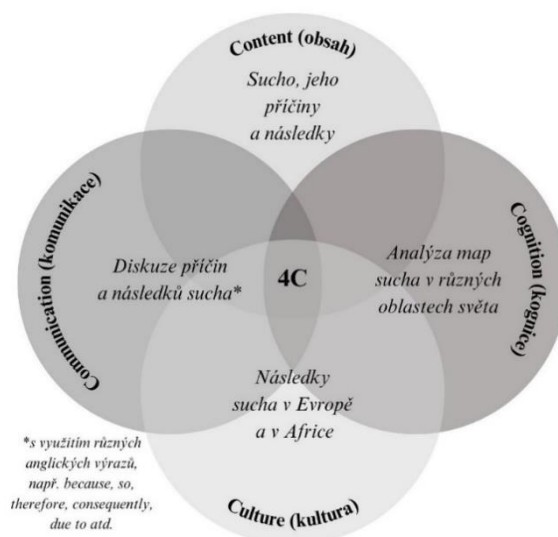 Content (obsah)
Sucho, jeho
příčiny
a následky
Communication (komunikace)
Diskuze příčin
a následků sucha*
4C
Analýza map
sucha v různých
oblastech světa
Cognition (kognice)
Následky
sucha v Evropě
a v Africe
Culture (kultura)
*s využitím různých
anglických výrazů,
např. because, so,
therefore, consequently,
due to atd.